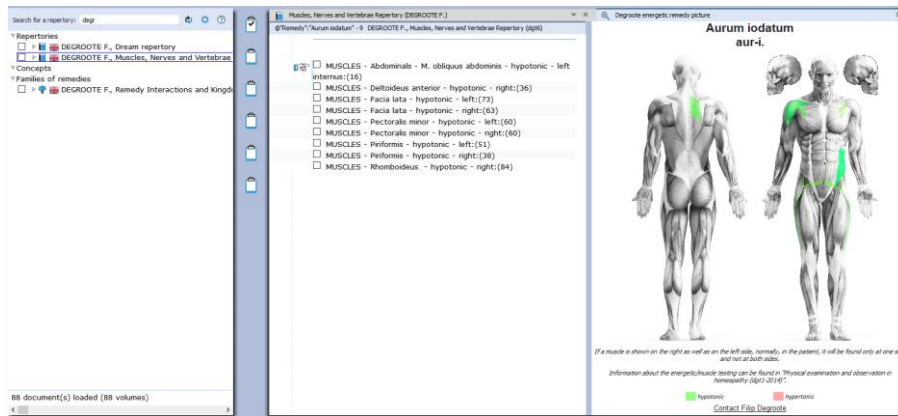 Search for a repertory:
degr
Repertories
DEGROOTE F., Dream repertory
DEGROOTE F., Muscles, Nerves and Vertebrae
Concepts
Families of remedies
DEGROOTE F., Remedy Interactions and Kingd
88 document(s) loaded (88 volumes)
Muscles, Nerves and Vertebrae Repertory (DEGROOTE F.)
@"Remedy":"Aurum iodatum" - 9 DEGROOTE F., Muscles, Nerves and Vertebrae Repertory (dgt6)
MUSCLES - Abdominals - M. obliquus abdominis - hypotonic - left
internus:(16)
MUSCLES - Deltoideus anterior - hypotonic - right:(36)
MUSCLES - Facia lata - hypotonic - left:(73)
MUSCLES - Facia lata - hypotonic - right:(63)
MUSCLES - Pectoralis minor - hypotonic - left:(60)
MUSCLES - Pectoralis minor - hypotonic - right:(60)
MUSCLES - Piriformis - hypotonic - left:(51)
MUSCLES - Piriformis - hypotonic - right:(38)
MUSCLES - Rhomboideus - hypotonic - right:(84)
Degroote energetic remedy picture
Aurum iodatum
aur-i.
If a muscle is shown on the right as well as on the left side, normally, in the patient, it will be found only at one s
and not at both sides.
Information about the energetic/muscle testing can be found in "Physical examination and observation in
homeopathy (dgt1-2014)".
hypotonic
hypertonic
Contact Filip Degroote